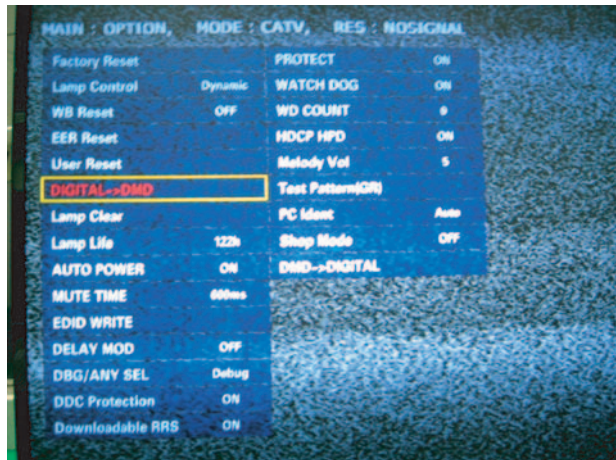 MAIN : OPTION, MODE : CATV, RES : NOSIGNAL
Factory Reset
Lamp Control Dynamic
WB Reset OFF
EER Reset
User Reset
DIGITAL->DMD
Lamp Clear
Lamp Life 122h
AUTO POWER ON
MUTE TIME 600ms
EDID WRITE
DELAY MOD OFF
DBG/ANY SEL Debug
DDC Protection ON
Downloadable RRS ON
PROTECT ON
WATCH DOG ON
WD COUNT 0
HDCP HPD ON
Melody Vol 5
Test Pattern(GR)
PC Ident Auto
Shop Mode OFF
DMD->DIGITAL